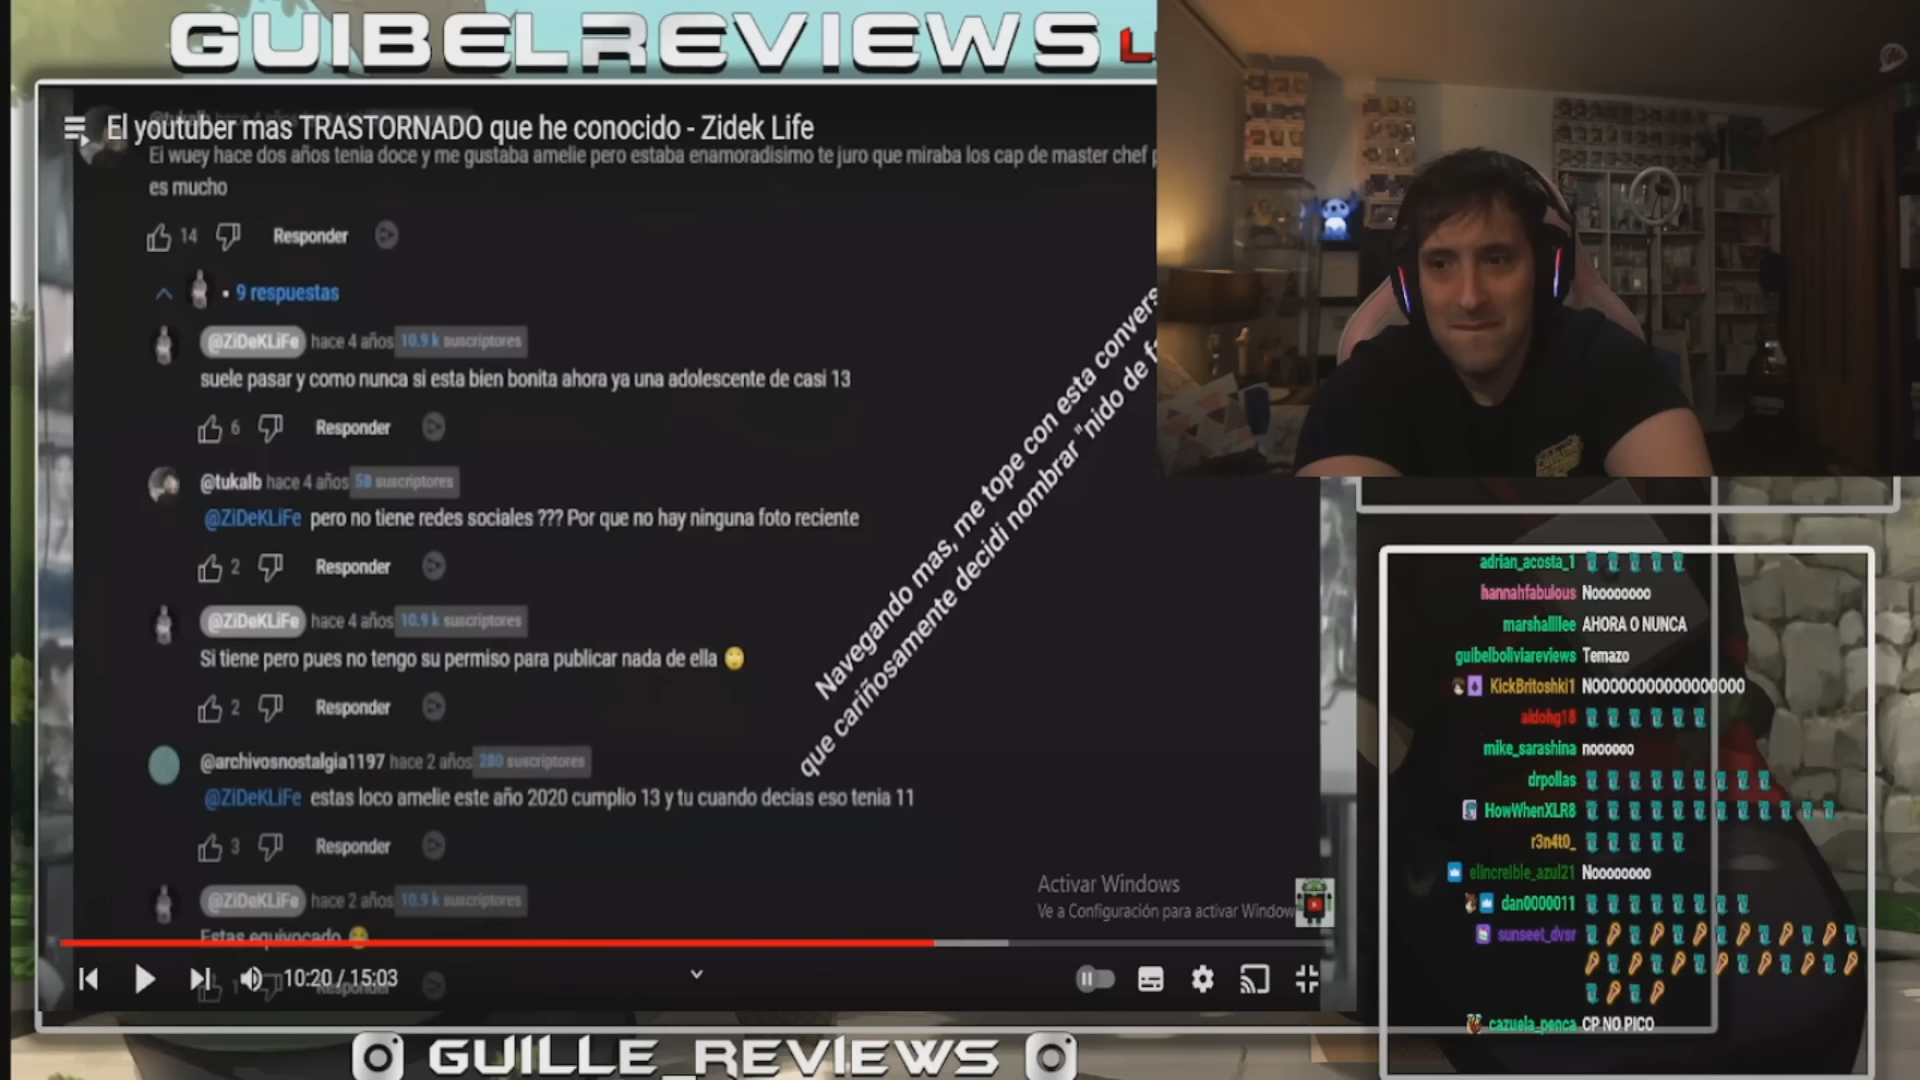 GUIBELREVIEWS
El youtuber mas TRASTORNADO que he conocido - Zidek Life
Ei wuey hace dos años tenia doce y me gustaba amelie pero estaba enamoradisimo te juro que miraba los cap de master chef
es mucho
14 Responder
9 respuestas
@ZiDeKLiFe hace 4 años 10.9 k suscriptores
suele pasar y como nunca si esta bien bonita ahora ya una adolescente de casi 13
6 Responder
@tukalb hace 4 años 58 suscriptores
@ZiDeKLiFe pero no tiene redes sociales ??? Por que no hay ninguna foto reciente
2 Responder
@ZiDeKLiFe hace 4 años 10.9 k suscriptores
Si tiene pero pues no tengo su permiso para publicar nada de ella 🙄
2 Responder
@archivosnostalgia1197 hace 2 años 280 suscriptores
@ZiDeKLiFe estas loco amelie este año 2020 cumplio 13 y tu cuando decias eso tenia 11
3 Responder
@ZiDeKLiFe hace 2 años 10.9 k suscriptores
Estas equivocado
1 Responder
Navegando mas, me tope con esta convers
que cariñosamente decidi nombrar "nido de f
Activar Windows
Ve a Configuración para activar Window
10:20 / 15:03
GUILLE_REVIEWS
adrian_acosta_1
hannahfabulous Noooooooo
marshallllee AHORA O NUNCA
guibelboliviareviews Temazo
KickBritoshki1 NOOOOOOOOOOOOOOOOOO
aldohg18
mike_sarashina noooooo
drpollas
HowWhenXLR8
r3n4t0_
elincreible_azul21 Noooooooo
dan0000011
sunseet_dvsr
cazuela_penca CP NO PICO